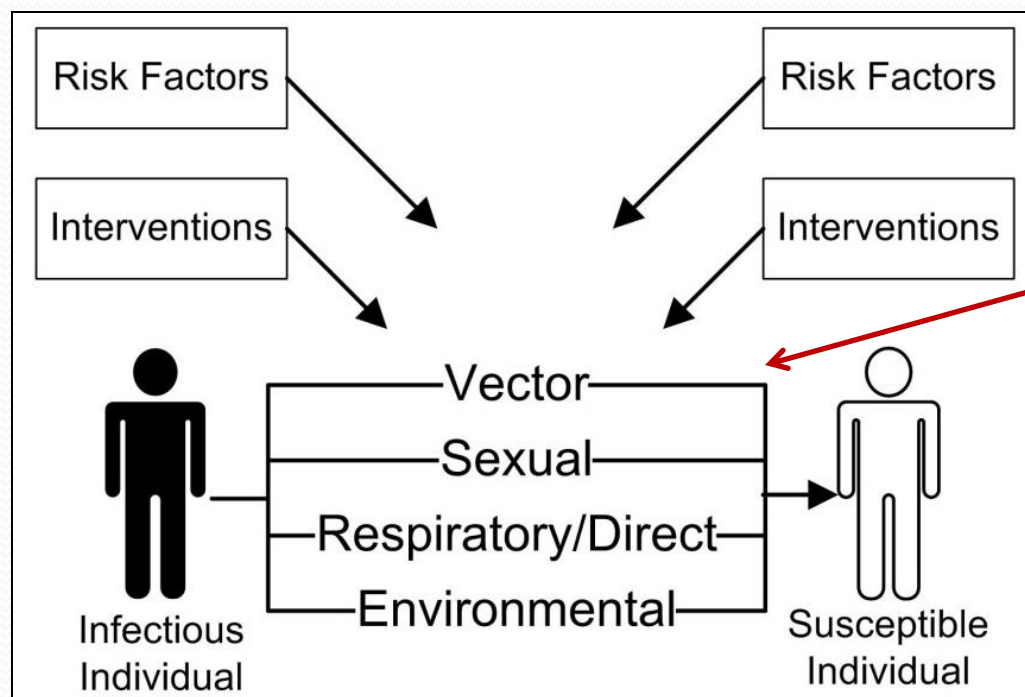 Risk Factors
Risk Factors
Interventions
Interventions
Vector
Sexual
Respiratory/Direct
Environmental
Infectious
Individual
Susceptible
Individual